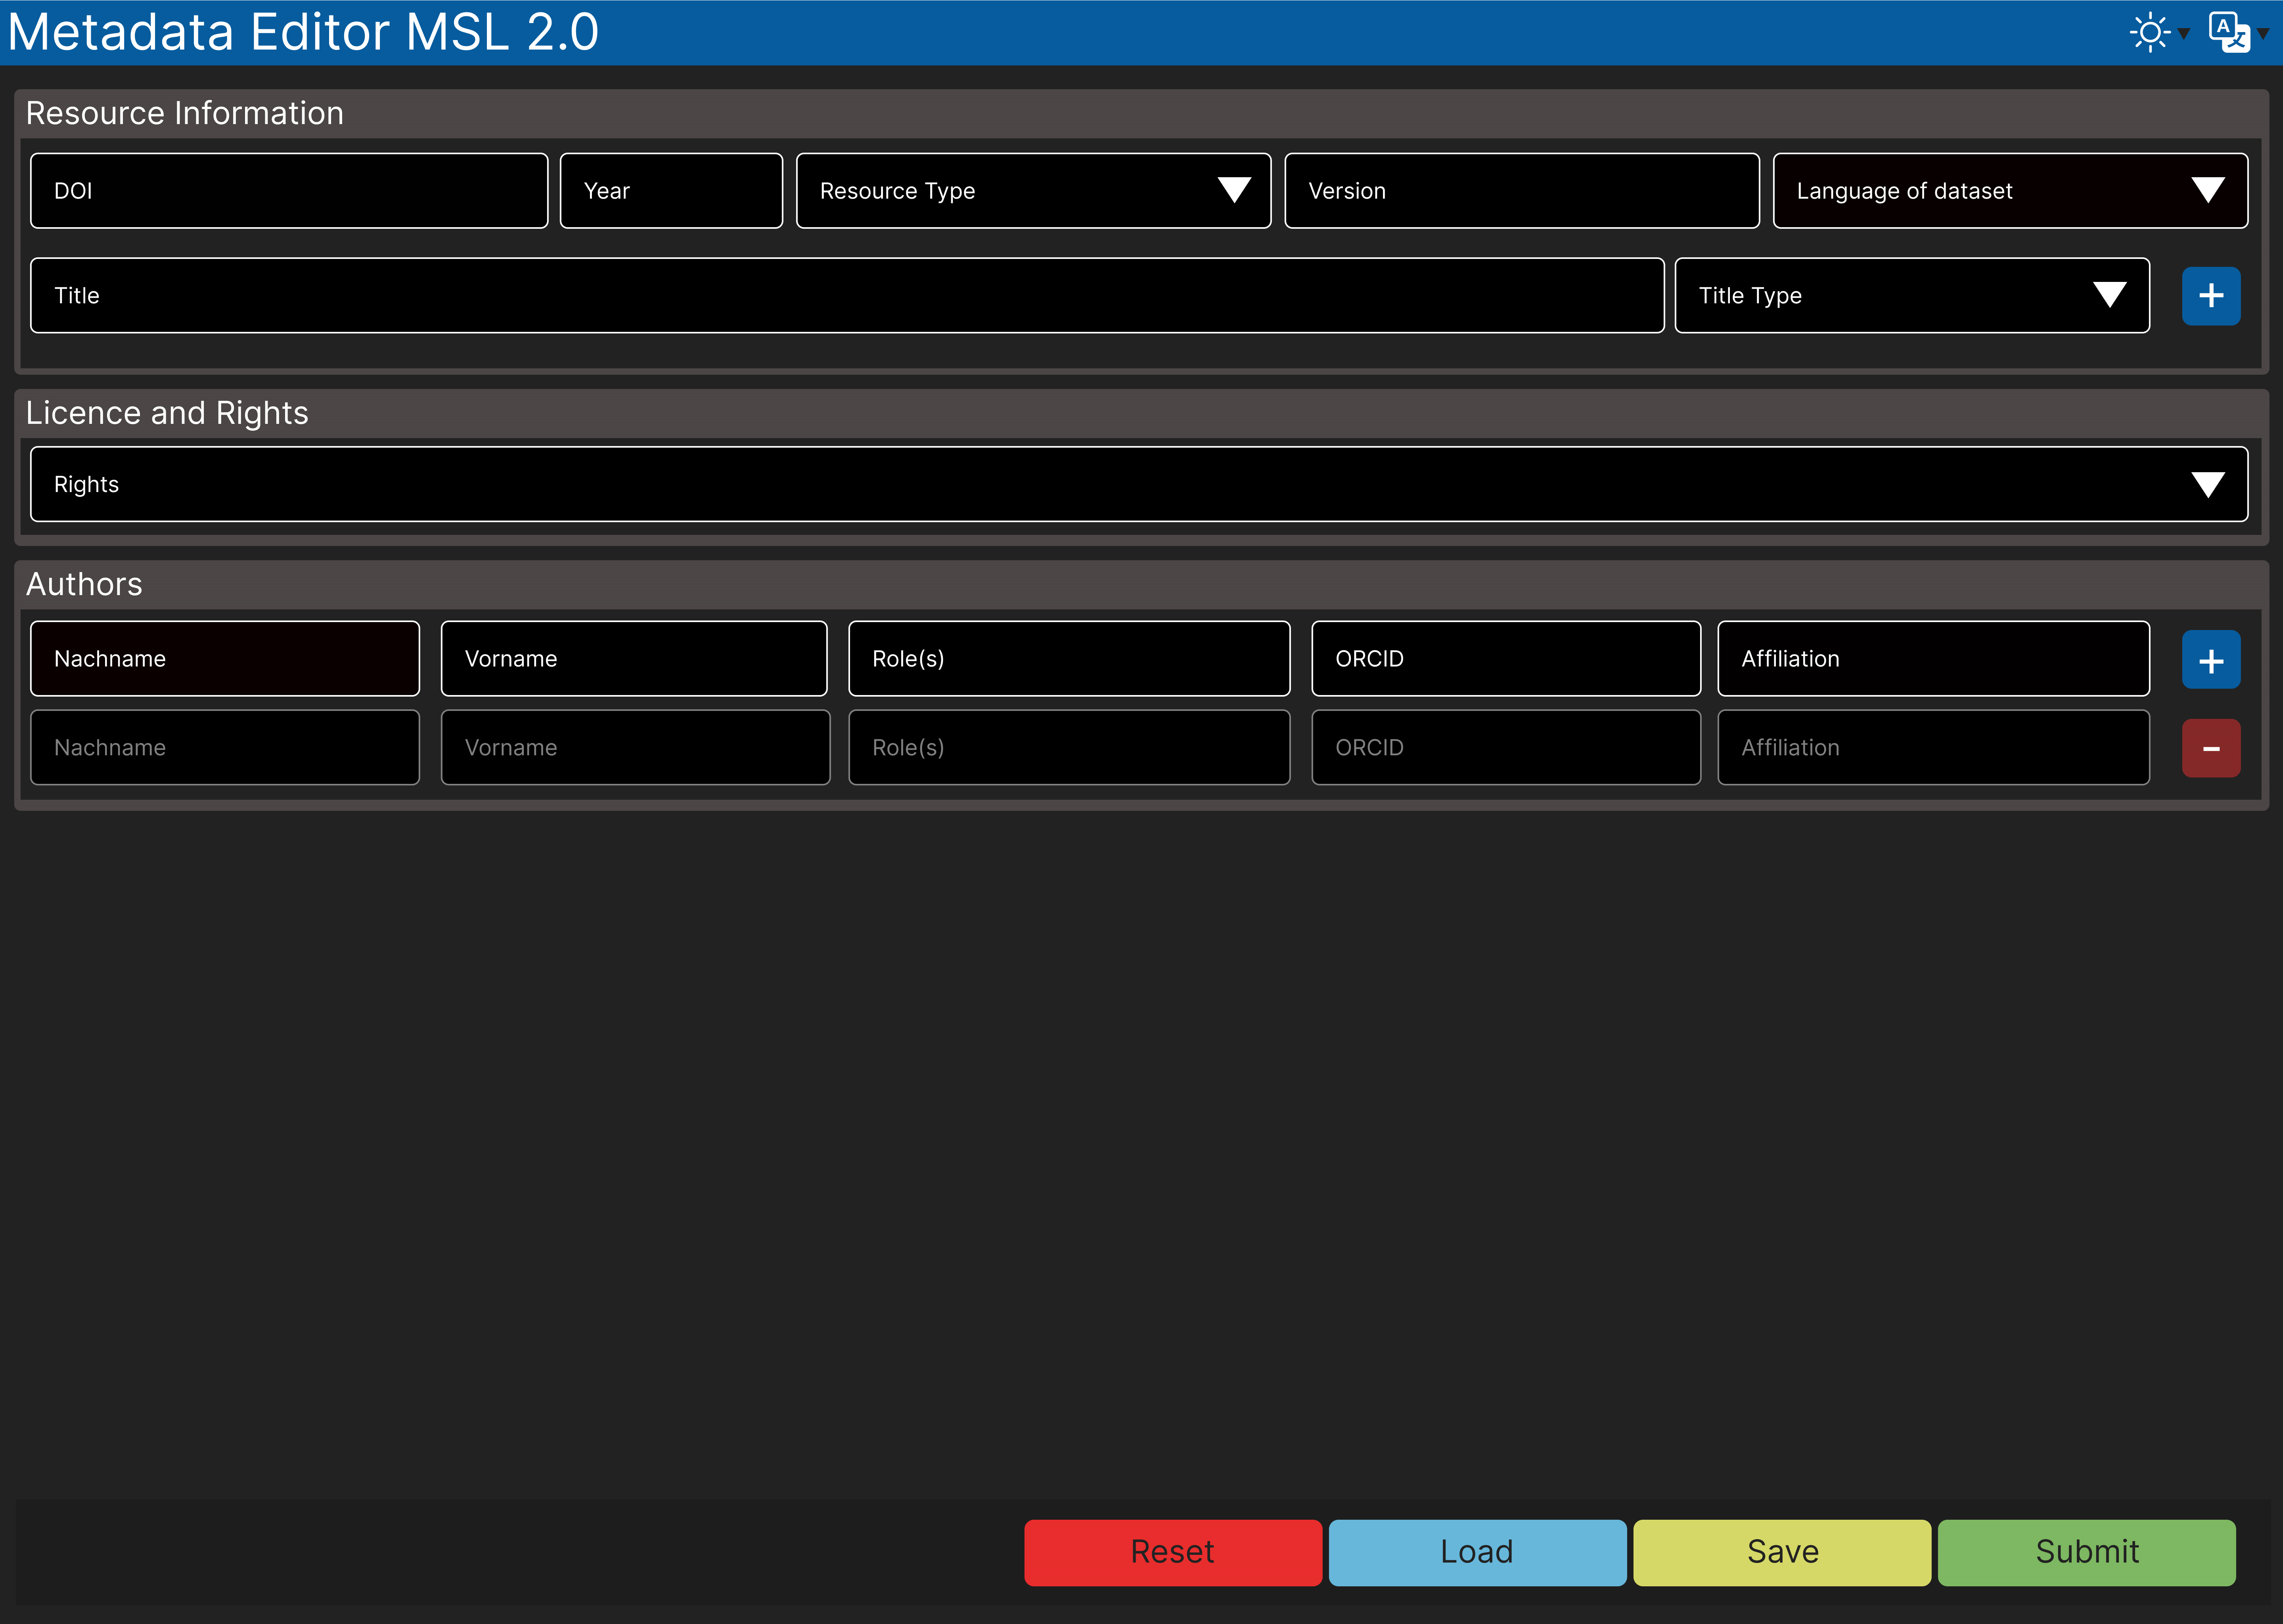 Metadata Editor MSL 2.0
Resource Information
DOI Year Resource Type Version Language of dataset
Title Title Type +
Licence and Rights
Rights
Authors
Nachname Vorname Role(s) ORCID Affiliation +
Nachname Vorname Role(s) ORCID Affiliation -
Reset Load Save Submit